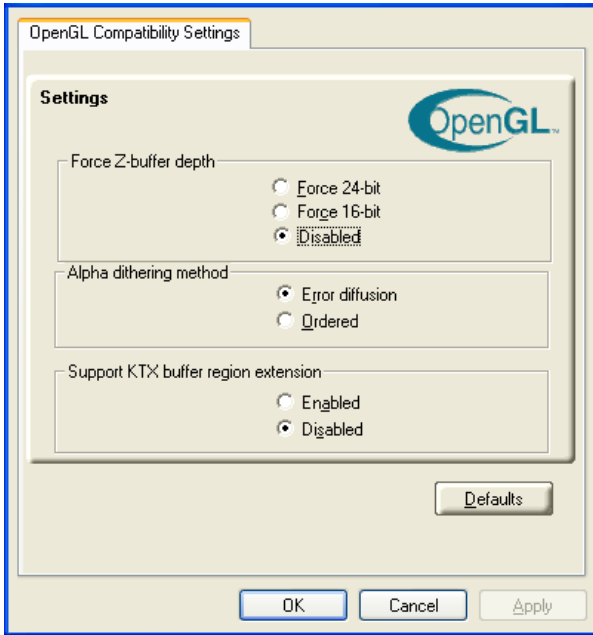 OpenGL Compatibility Settings
Settings
OpenGL™
Force Z-buffer depth
Force 24-bit
Force 16-bit
Disabled
Alpha dithering method
Error diffusion
Ordered
Support KTX buffer region extension
Enabled
Disabled
Defaults
OK Cancel Apply